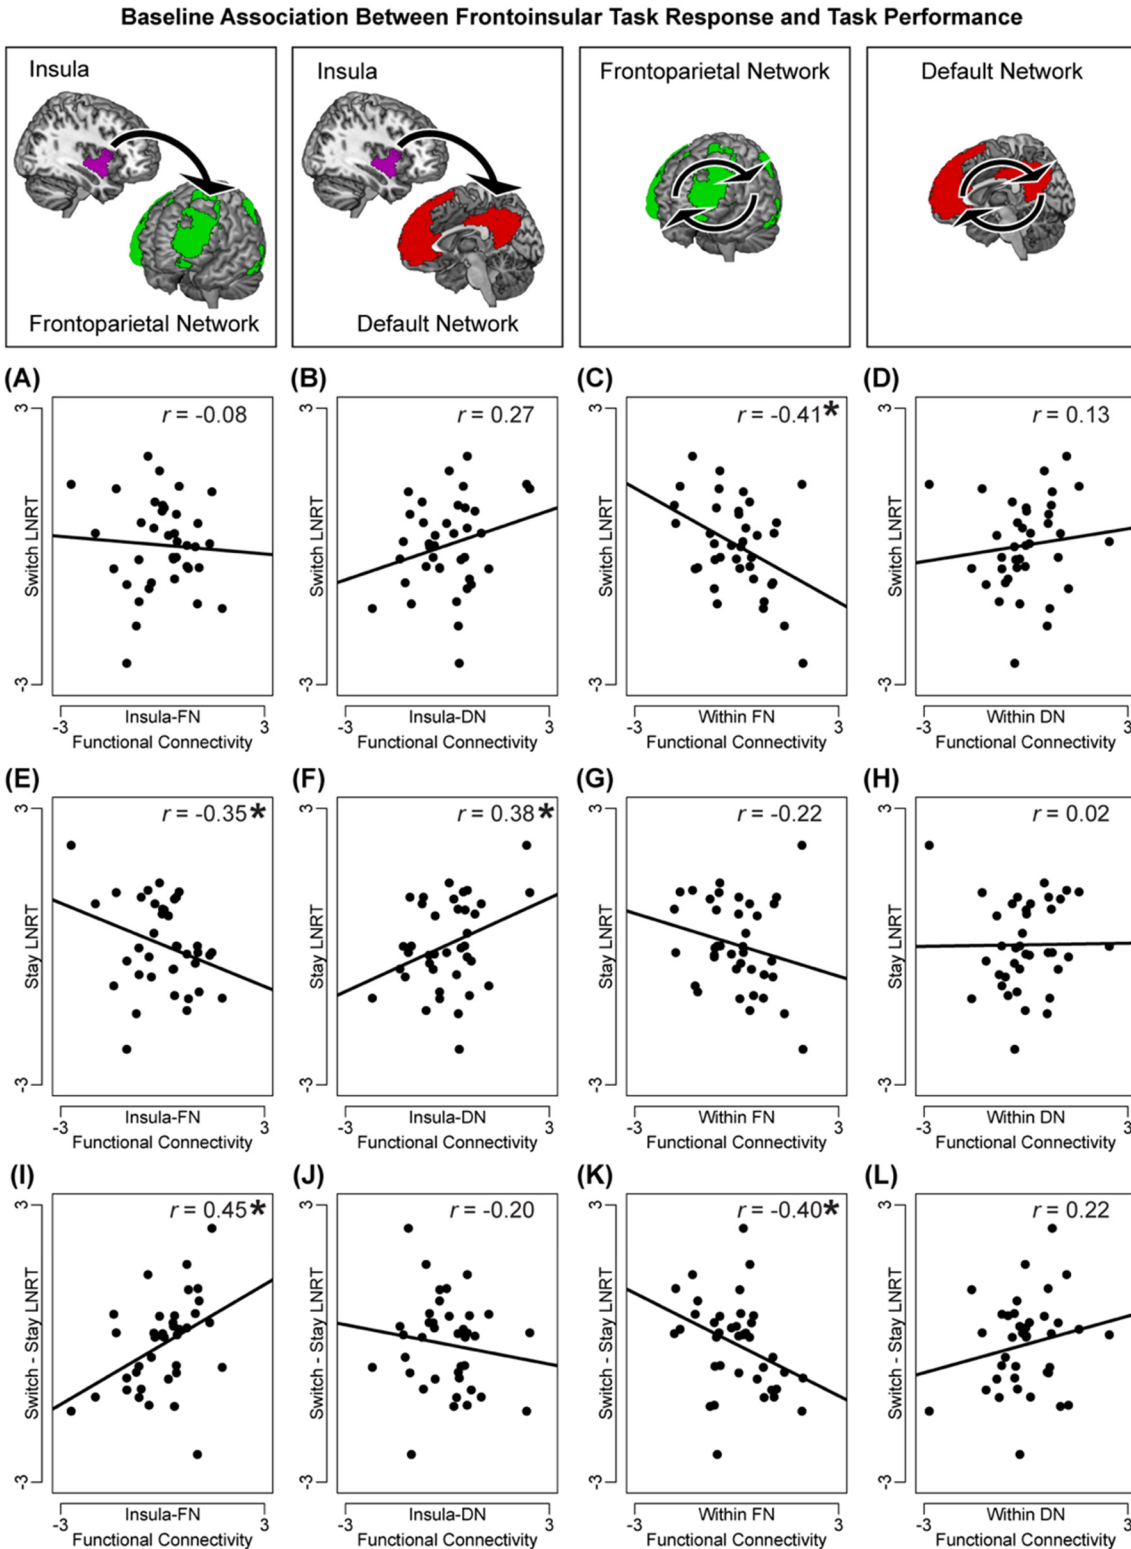 Baseline Association Between Frontoinsular Task Response and Task Performance
Insula
Frontoparietal Network
Insula
Default Network
Frontoparietal Network
Default Network
(A)
r = -0.08
3
Switch LNRT
-3
-3
Insula-FN
3
Functional Connectivity
(B)
r = 0.27
3
Switch LNRT
-3
-3
Insula-DN
3
Functional Connectivity
(C)
r = -0.41*
3
Switch LNRT
-3
-3
Within FN
3
Functional Connectivity
(D)
r = 0.13
3
Switch LNRT
-3
-3
Within DN
3
Functional Connectivity
(E)
r = -0.35*
3
Stay LNRT
-3
-3
Insula-FN
3
Functional Connectivity
(F)
r = 0.38*
3
Stay LNRT
-3
-3
Insula-DN
3
Functional Connectivity
(G)
r = -0.22
3
Stay LNRT
-3
-3
Within FN
3
Functional Connectivity
(H)
r = 0.02
3
Stay LNRT
-3
-3
Within DN
3
Functional Connectivity
(I)
r = 0.45*
3
Switch - Stay LNRT
-3
-3
Insula-FN
3
Functional Connectivity
(J)
r = -0.20
3
Switch - Stay LNRT
-3
-3
Insula-DN
3
Functional Connectivity
(K)
r = -0.40*
3
Switch - Stay LNRT
-3
-3
Within FN
3
Functional Connectivity
(L)
r = 0.22
3
Switch - Stay LNRT
-3
-3
Within DN
3
Functional Connectivity